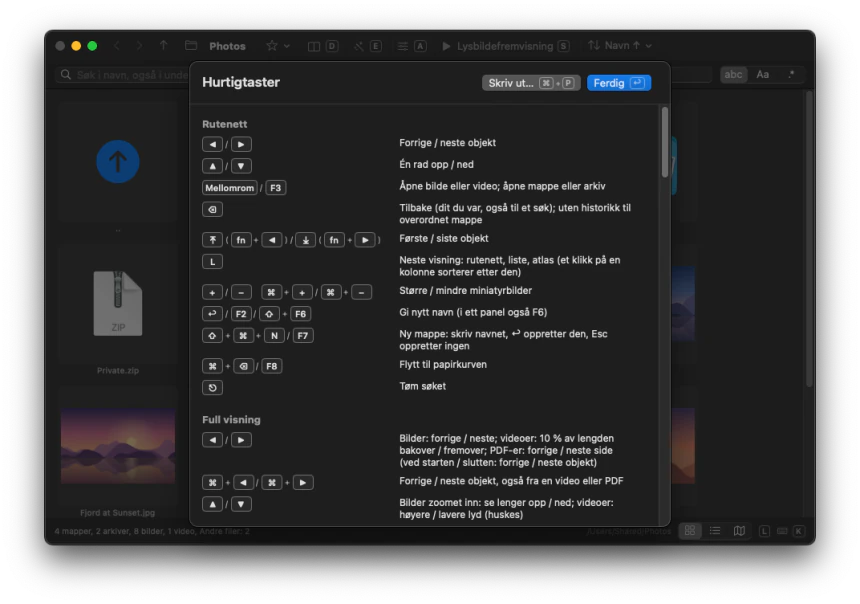 Photos D E A Lysbildefremvisning S Navn ↑
Søk i navn, også i unde abc Aa .*
Hurtigtaster Skriv ut... ⌘+P Ferdig ↩
Rutenett
◀ / ▶ Forrige / neste objekt
▲ / ▼ Én rad opp / ned
Mellomrom / F3 Åpne bilde eller video; åpne mappe eller arkiv
⌫ Tilbake (dit du var, også til et søk); uten historikk til
overordnet mappe
⤒ ( fn + ◀ ) / ⤓ ( fn + ▶ ) Første / siste objekt
L Neste visning: rutenett, liste, atlas (et klikk på en
kolonne sorterer etter den)
+ / − ⌘ + + / ⌘ + − Større / mindre miniatyrbilder
↩ / F2 / ⇧ + F6 Gi nytt navn (i ett panel også F6)
⇧ + ⌘ + N / F7 Ny mappe: skriv navnet, ↩ oppretter den, Esc
oppretter ingen
⌘ + ⌫ / F8 Flytt til papirkurven
⎋ Tøm søket
Full visning
◀ / ▶ Bilder: forrige / neste; videoer: 10 % av lengden
bakover / fremover; PDF-er: forrige / neste side
(ved starten / slutten: forrige / neste objekt)
⌘ + ◀ / ⌘ + ▶ Forrige / neste objekt, også fra en video eller PDF
▲ / ▼ Bilder zoomet inn: se lenger opp / ned; videoer:
høyere / lavere lyd (huskes)
..
ZIP
Private.zip
Fjord at Sunset.jpg
4 mapper, 2 arkiver, 8 bilder, 1 video, Andre filer: 2 /Users/Shared/Photos L K